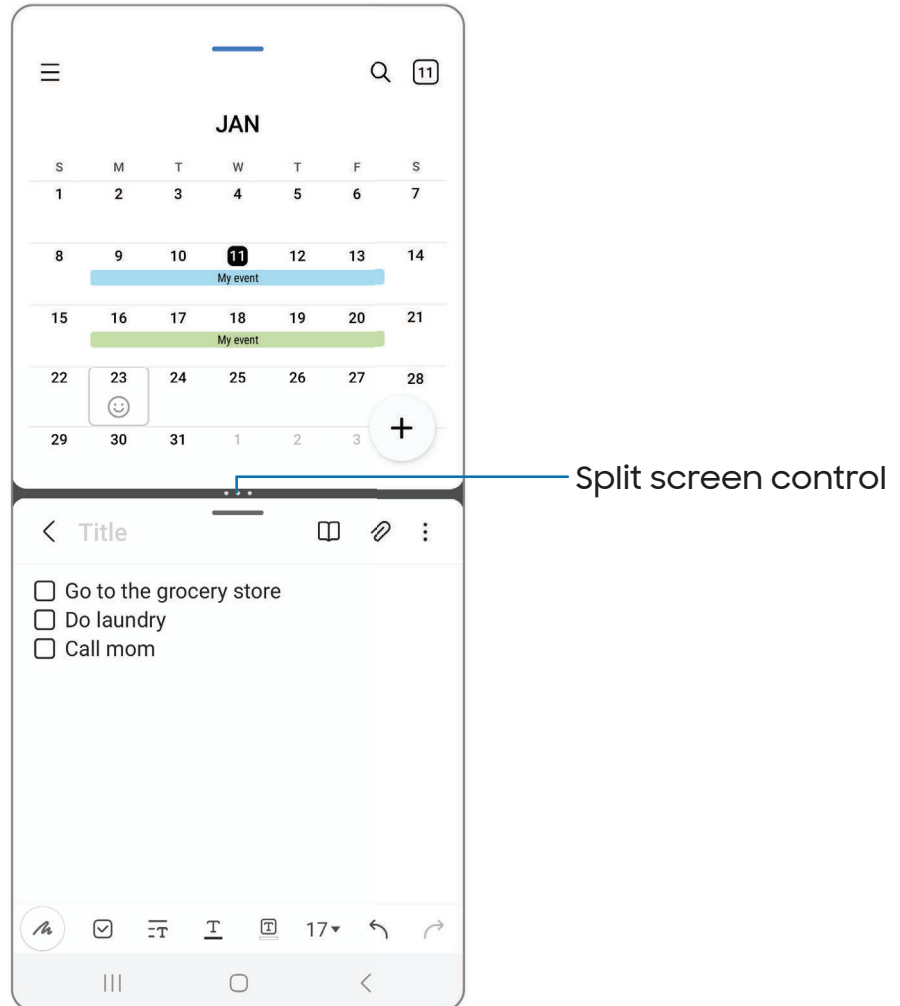 11
JAN
S M T W T F S
1 2 3 4 5 6 7
8 9 10 11 12 13 14
My event
15 16 17 18 19 20 21
My event
22 23 24 25 26 27 28
29 30 31 1 2 3
Split screen control
Title
Go to the grocery store
Do laundry
Call mom
T T T 17